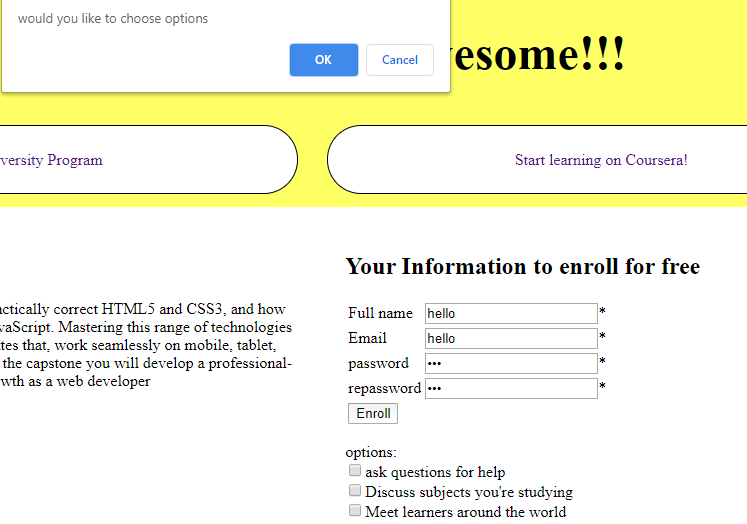 would you like to choose options
OK Cancel
esome!!!
versity Program
Start learning on Coursera!
Your Information to enroll for free
actically correct HTML5 and CSS3, and how
vaScript. Mastering this range of technologies
tes that, work seamlessly on mobile, tablet,
the capstone you will develop a professional-
wth as a web developer
Full name hello *
Email hello *
password ••• *
repassword ••• *
Enroll
options:
ask questions for help
Discuss subjects you're studying
Meet learners around the world